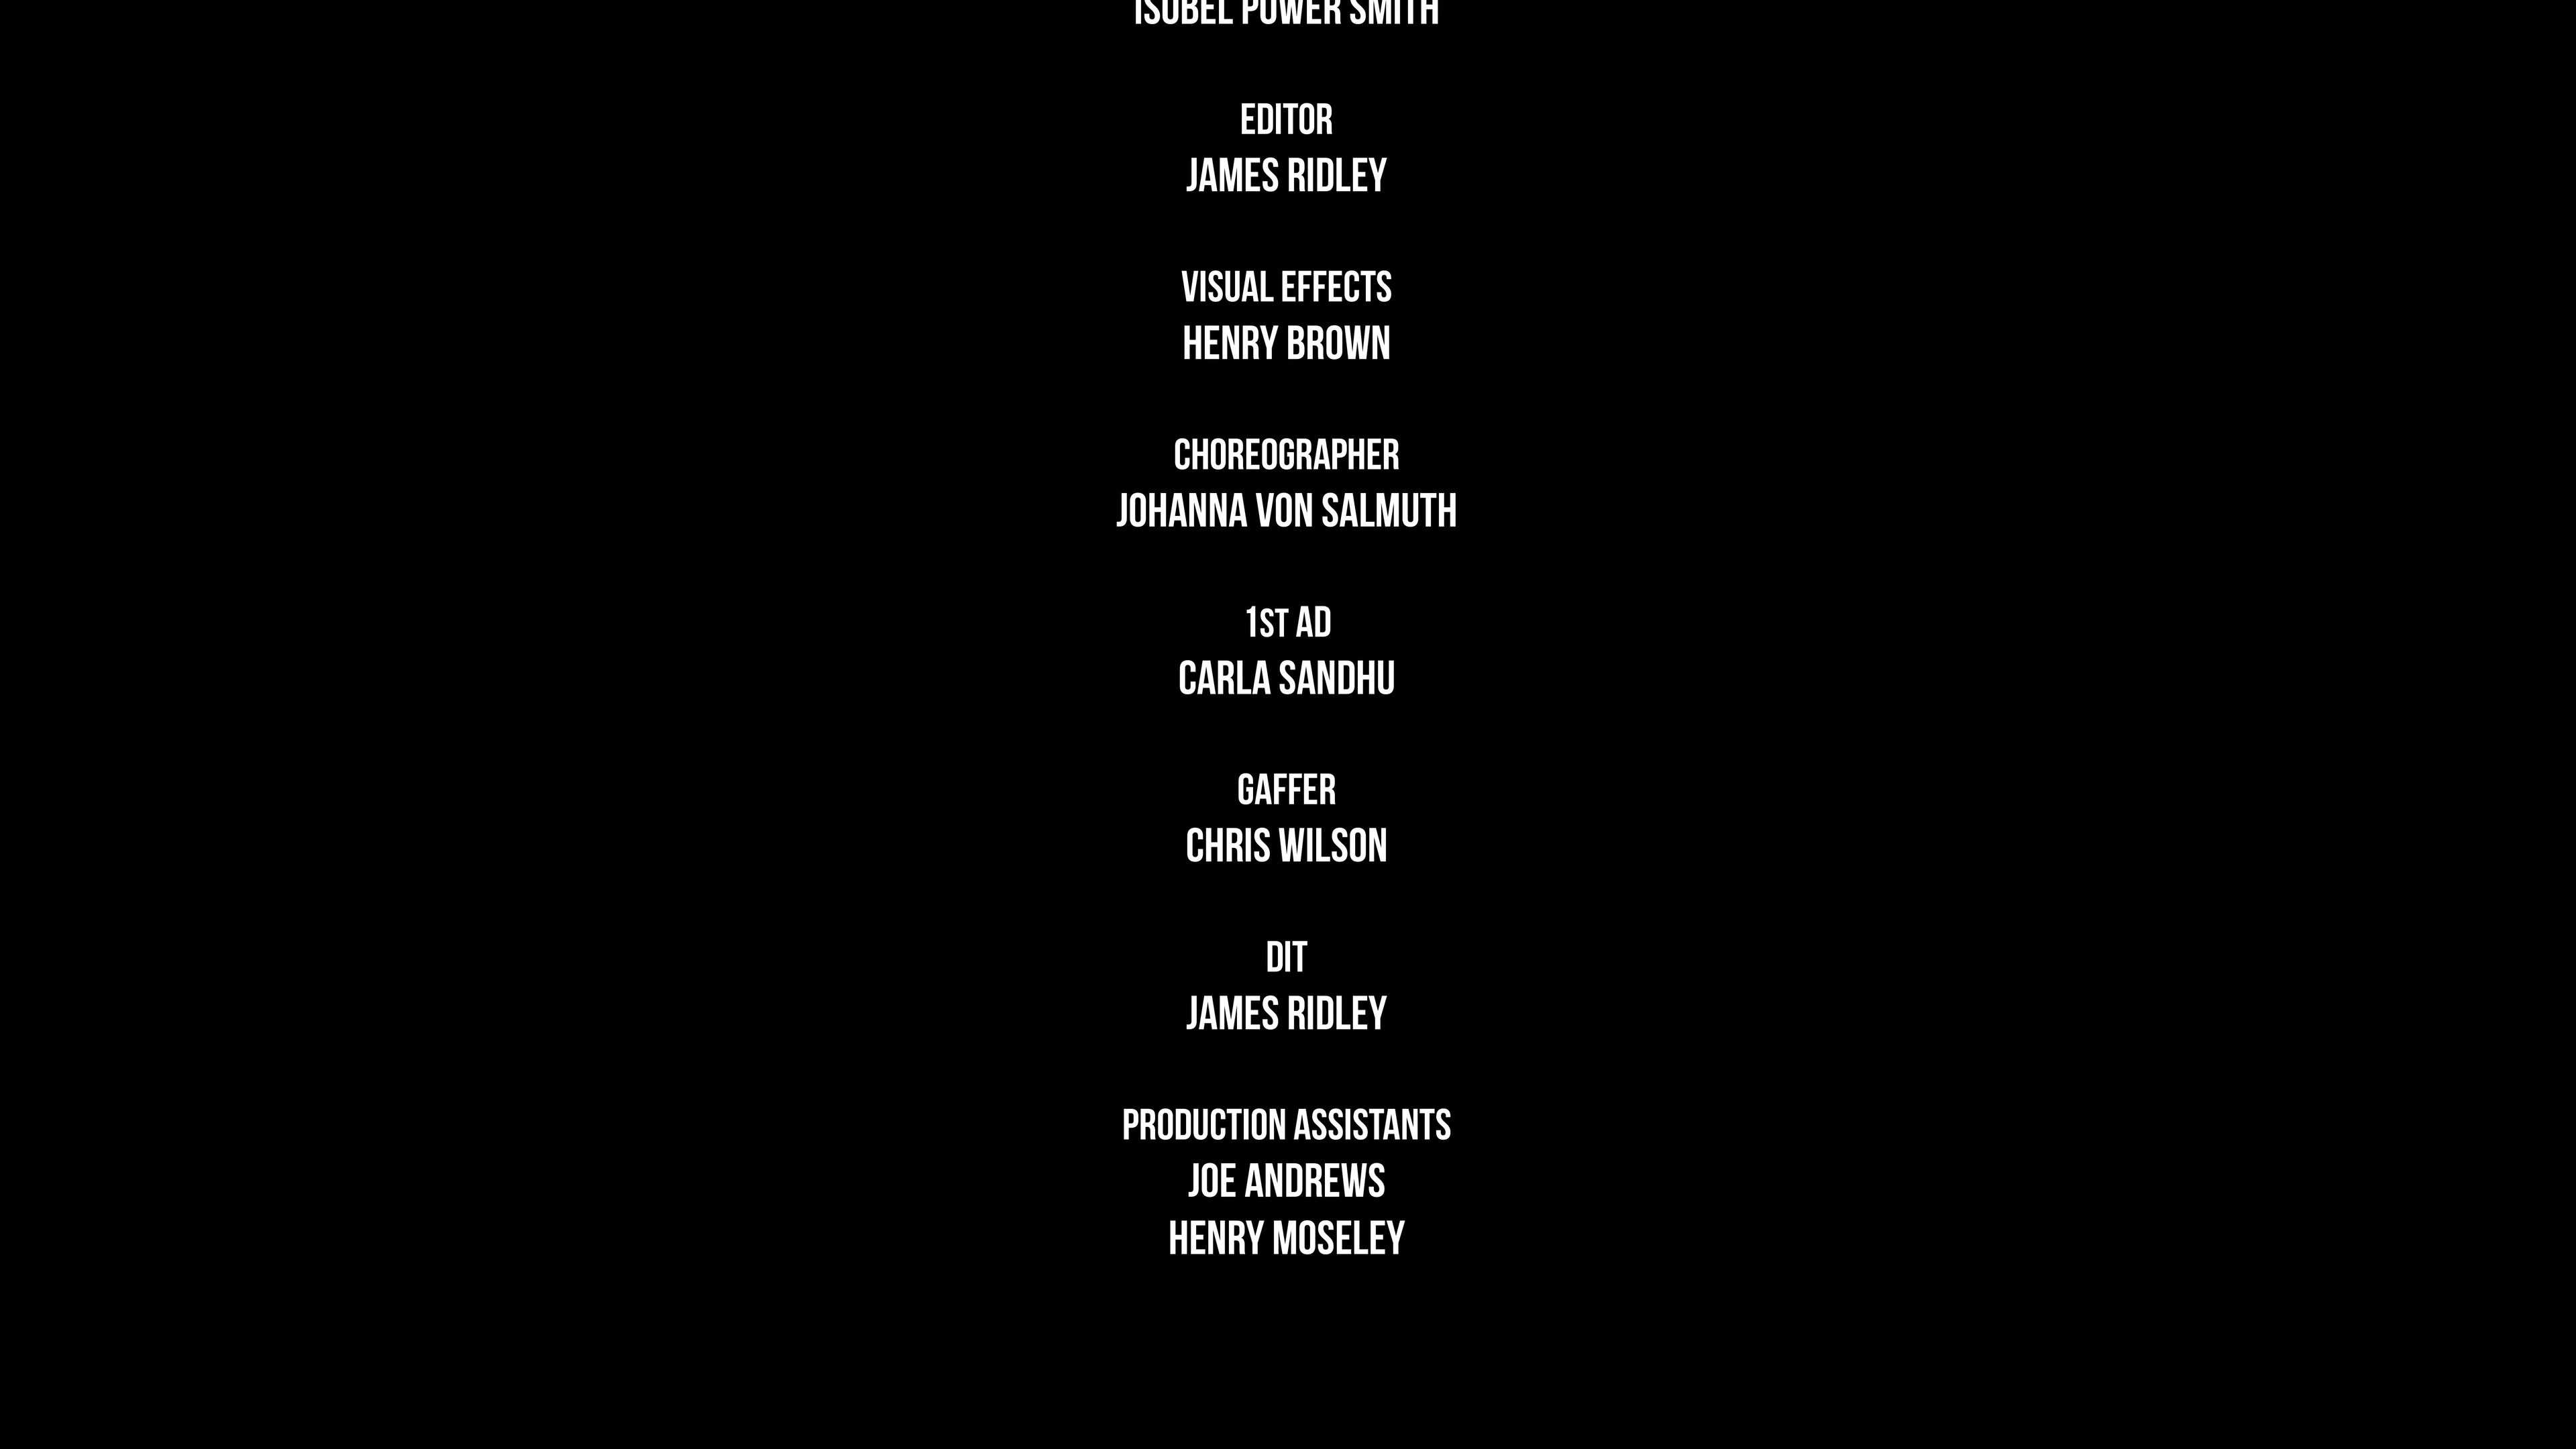 ISOBEL POWER SMITH
EDITOR
JAMES RIDLEY
VISUAL EFFECTS
HENRY BROWN
CHOREOGRAPHER
JOHANNA VON SALMUTH
1ST AD
CARLA SANDHU
GAFFER
CHRIS WILSON
DIT
JAMES RIDLEY
PRODUCTION ASSISTANTS
JOE ANDREWS
HENRY MOSELEY